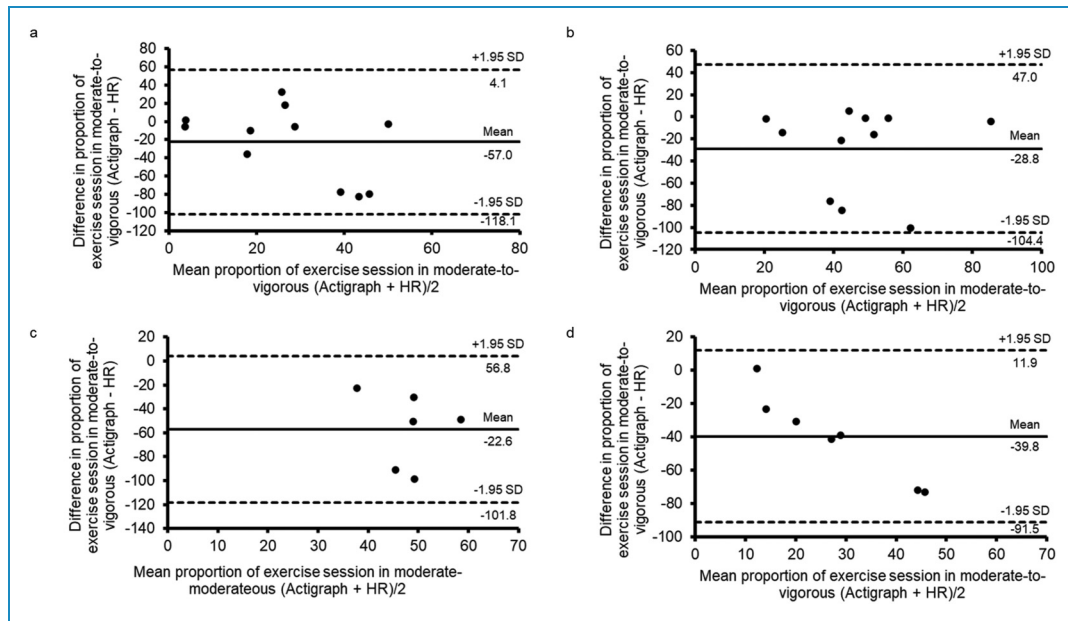 a
Difference in proportion of
exercise session in moderate-to-
vigorous (Actigraph - HR)
80
60
40
20
0
-20
-40
-60
-80
-100
-120
+1.95 SD
4.1
Mean
-57.0
-1.95 SD
-118.1
0
20
40
60
80
Mean proportion of exercise session in moderate-to-
vigorous (Actigraph + HR)/2
b
Difference in proportion of
exercise session in moderate-to-
vigorous (Actigraph - HR)
60
40
20
0
-20
-40
-60
-80
-100
-120
+1.95 SD
47.0
Mean
-28.8
-1.95 SD
-104.4
0
20
40
60
80
100
Mean proportion of exercise session in moderate-to-
vigorous (Actigraph + HR)/2
c
Difference in proportion of
exercise session in moderate-to-
vigorous (Actigraph - HR)
20
0
-20
-40
-60
-80
-100
-120
-140
+1.95 SD
56.8
Mean
-22.6
-1.95 SD
-101.8
0
10
20
30
40
50
60
70
Mean proportion of exercise session in moderate-
moderateous (Actigraph + HR)/2
d
Difference in proportion of
exercise session in moderate-to-
vigorous (Actigraph - HR)
20
0
-20
-40
-60
-80
-100
+1.95 SD
11.9
Mean
-39.8
-1.95 SD
-91.5
0
10
20
30
40
50
60
70
Mean proportion of exercise session in moderate-to-
vigorous (Actigraph + HR)/2